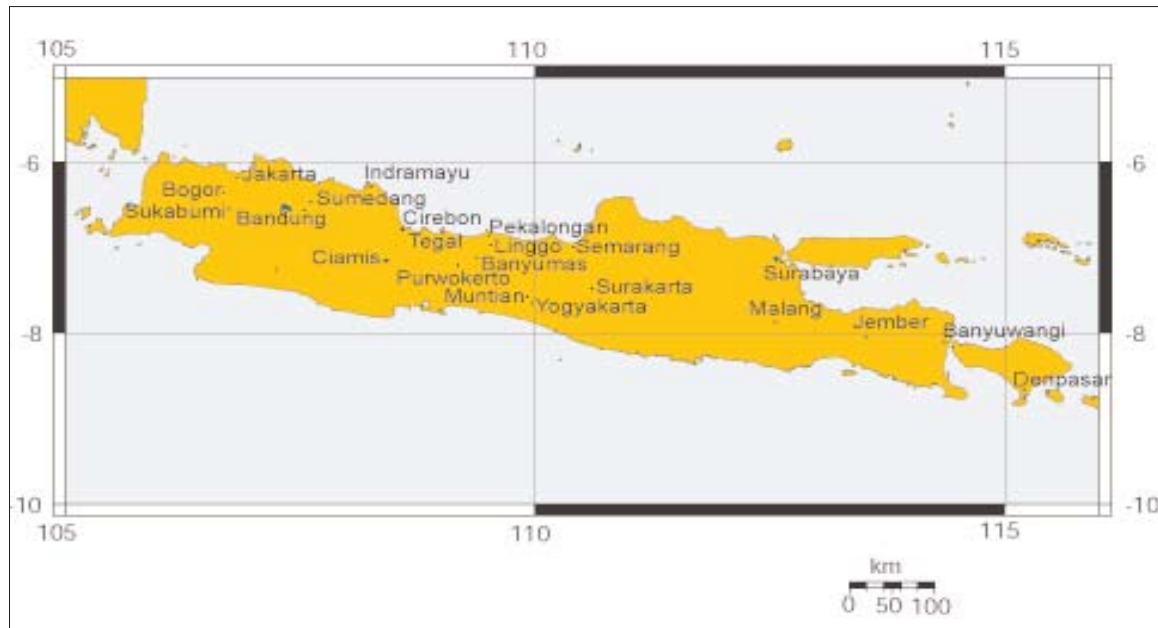 105 110 115
-6 -6
Jakarta Indramayu
Bogor Sumedang
Sukabumi Bandung Cirebon Pekalongan
Tegal Linggo Semarang
Ciamis Banyumas
Purwokerto Surakarta Surabaya
Muntian Yogyakarta Malang
Jember Banyuwangi
-8 -8
Denpasar
-10 -10
105 110 115
km
0 50 100